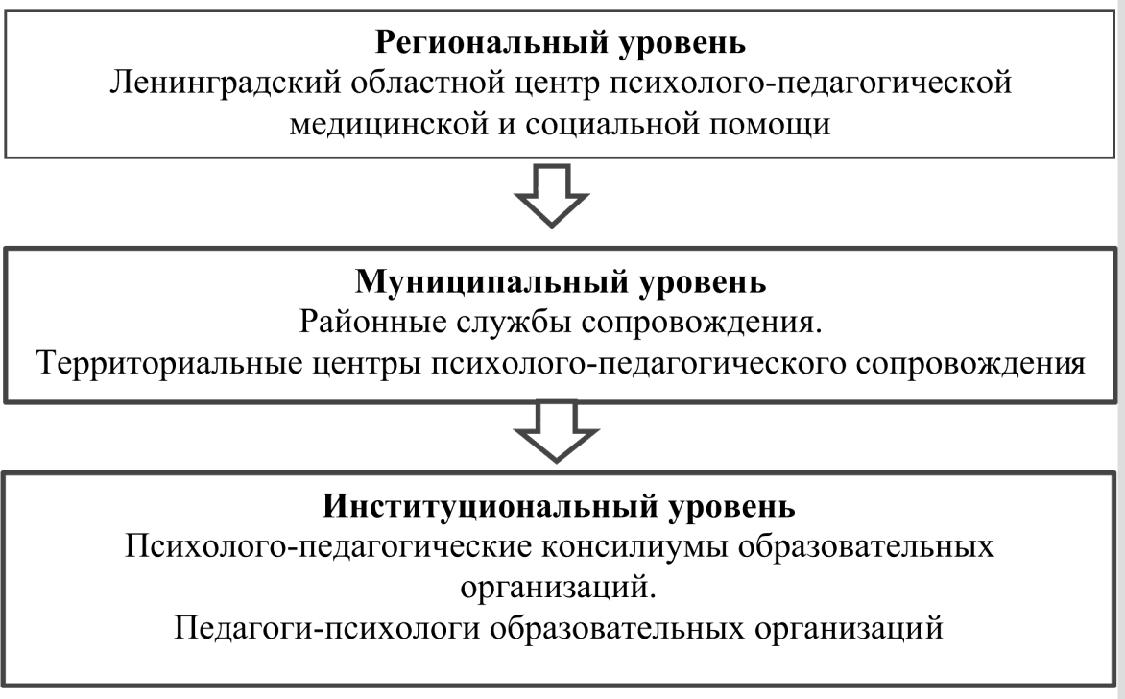 Региональный уровень
Ленинградский областной центр психолого-педагогической
медицинской и социальной помощи
Муниципальный уровень
Районные службы сопровождения.
Территориальные центры психолого-педагогического сопровождения
Институциональный уровень
Психолого-педагогические консилиумы образовательных
организаций.
Педагоги-психологи образовательных организаций